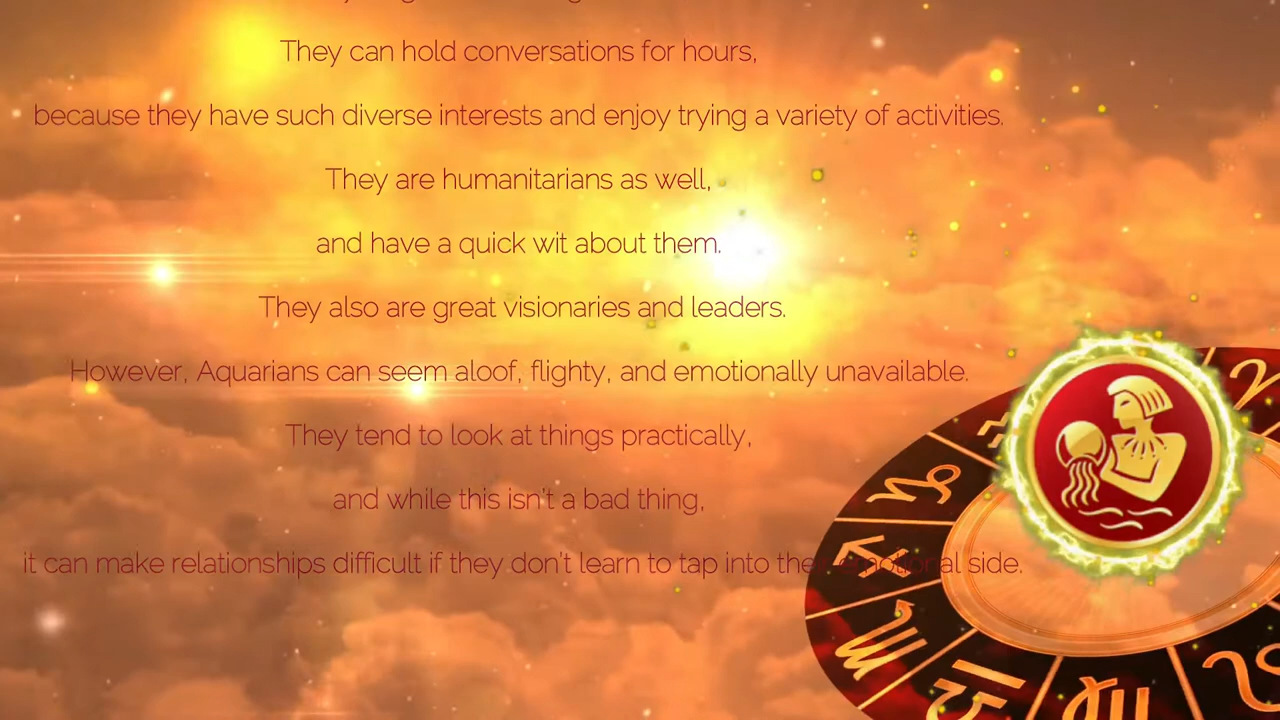 They can hold conversations for hours,
because they have such diverse interests and enjoy trying a variety of activities.
They are humanitarians as well,
and have a quick wit about them.
They also are great visionaries and leaders.
However, Aquarians can seem aloof, flighty, and emotionally unavailable.
They tend to look at things practically,
and while this isn't a bad thing,
it can make relationships difficult if they don't learn to tap into their emotional side.